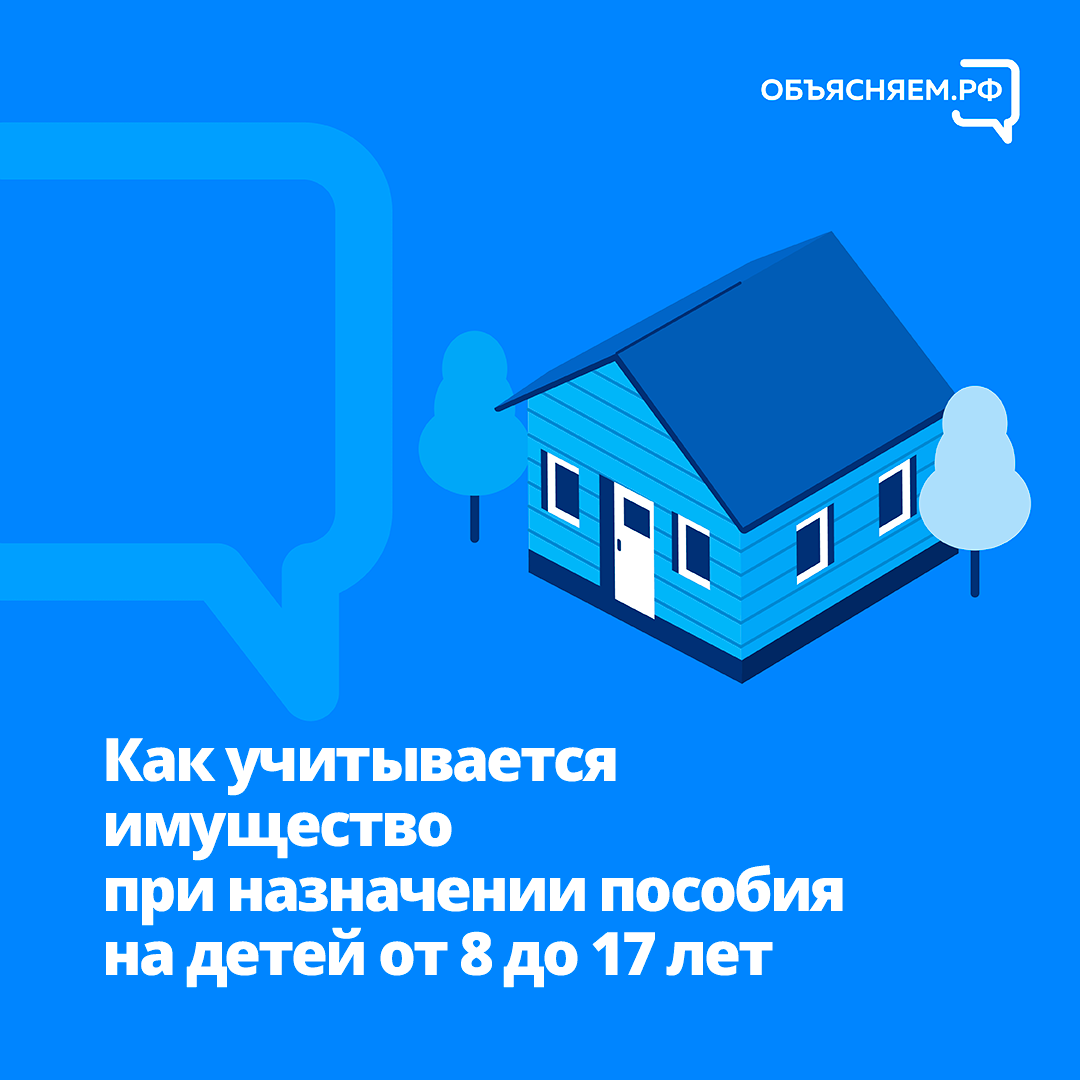 ОБЪЯСНЯЕМ.РФ
Как учитывается
имущество
при назначении пособия
на детей от 8 до 17 лет